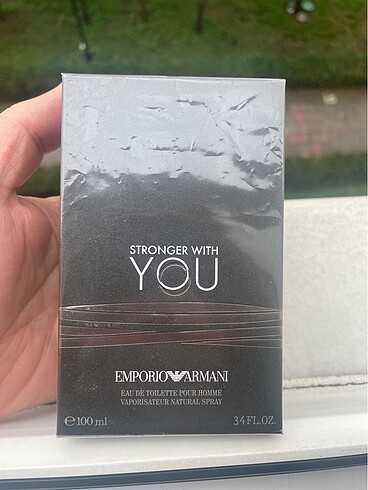 STRONGER WITH
YOU
EMPORIO ARMANI
EAU DE TOILETTE POUR HOMME
VAPORISATEUR NATURAL SPRAY
℮100 ml 3.4 FL.OZ.